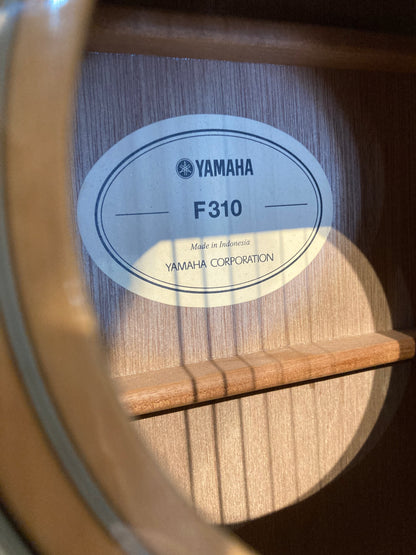 YAMAHA
F310
Made in Indonesia
YAMAHA CORPORATION